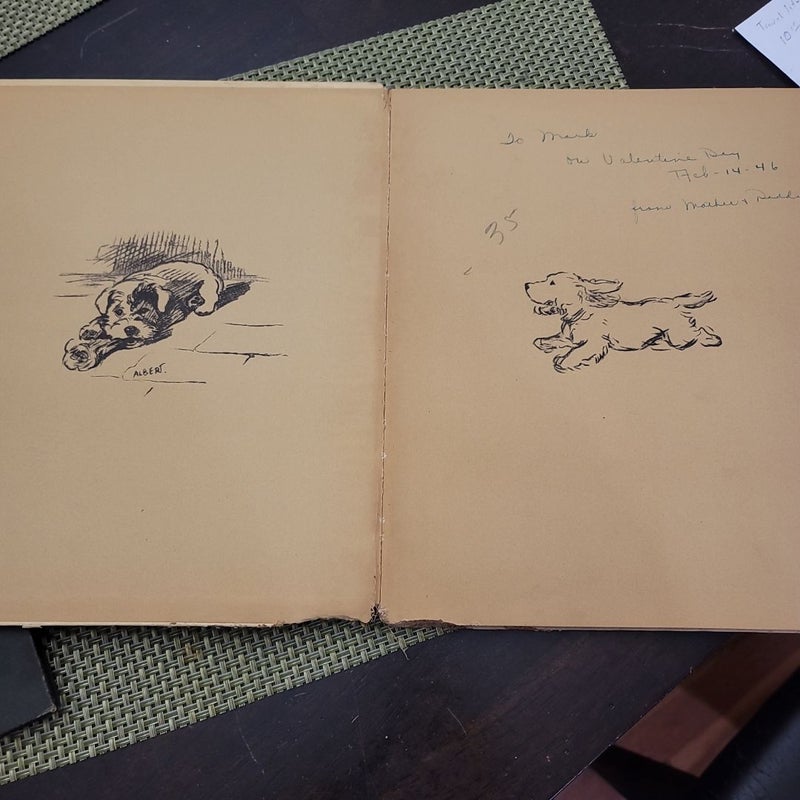 ALBERT.
To Mark
on Valentine Day
Feb-14-46
from Mother &
35